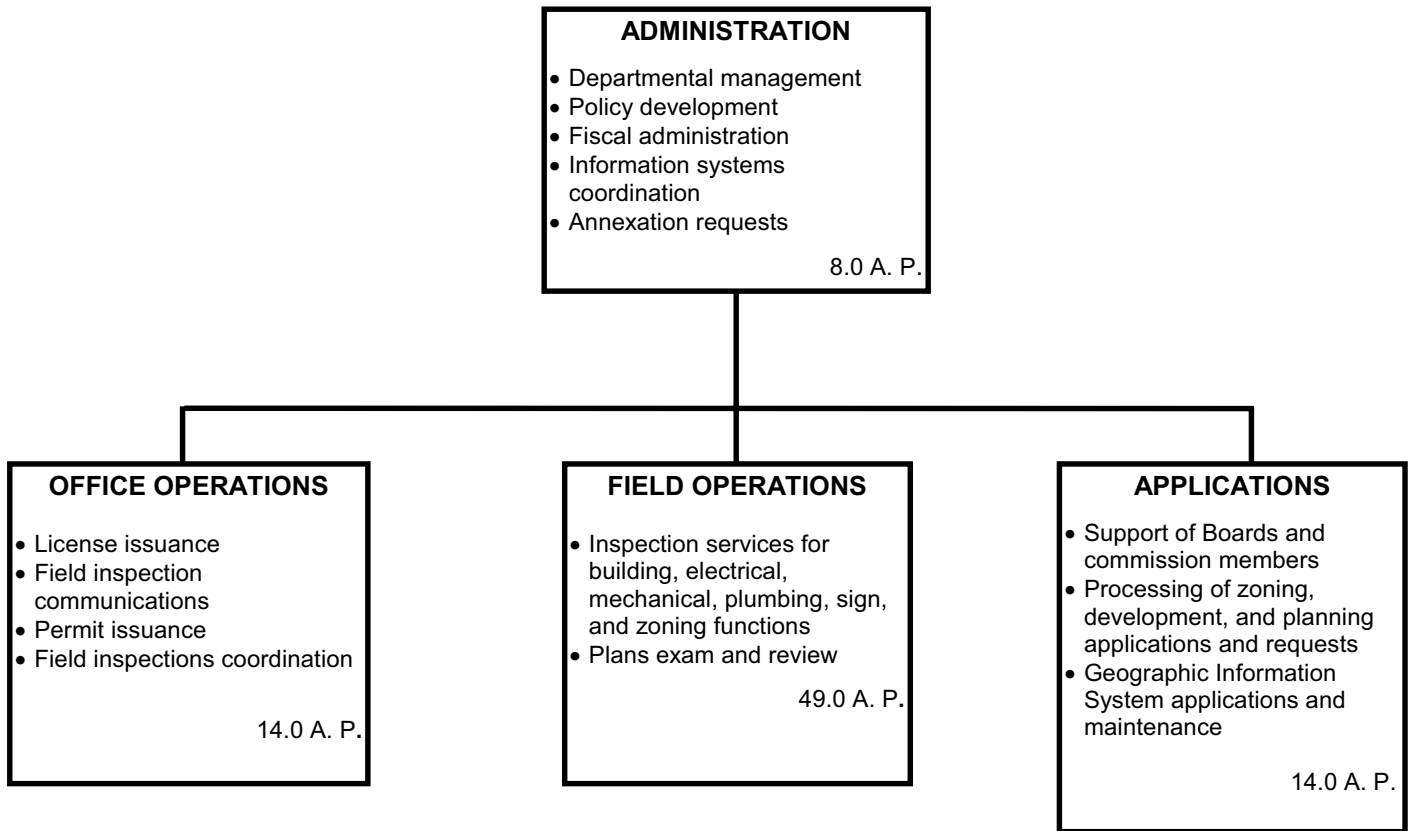 ADMINISTRATION
• Departmental management
• Policy development
• Fiscal administration
• Information systems
coordination
• Annexation requests
8.0 A. P.
OFFICE OPERATIONS
• License issuance
• Field inspection
communications
• Permit issuance
• Field inspections coordination
14.0 A. P.
FIELD OPERATIONS
• Inspection services for
building, electrical,
mechanical, plumbing, sign,
and zoning functions
• Plans exam and review
49.0 A. P.
APPLICATIONS
• Support of Boards and
commission members
• Processing of zoning,
development, and planning
applications and requests
• Geographic Information
System applications and
maintenance
14.0 A. P.